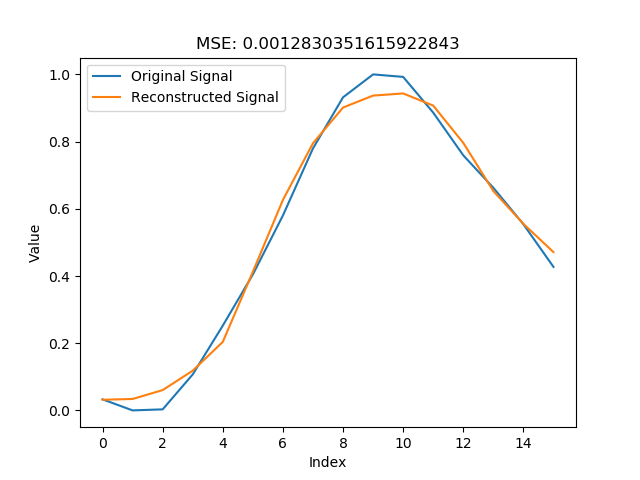 MSE: 0.0012830351615922843
Original Signal
Reconstructed Signal
1.0
0.8
0.6
0.4
0.2
0.0
Value
0 2 4 6 8 10 12 14
Index